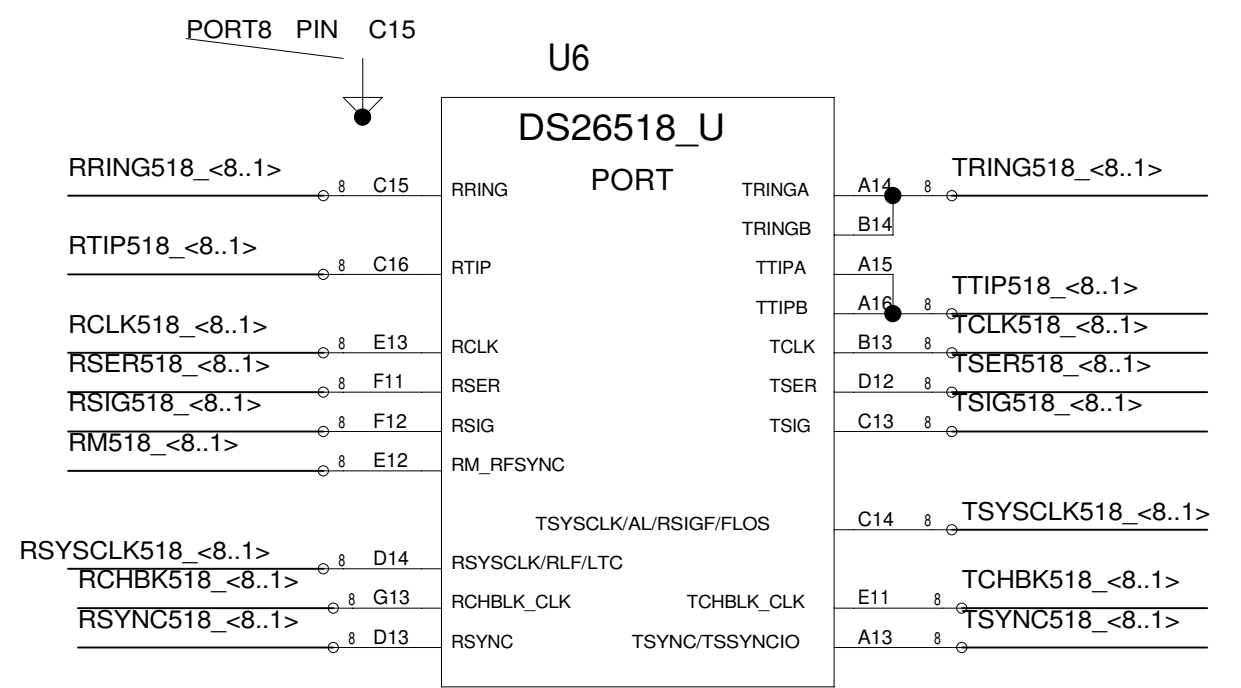 PORT8 PIN C15
U6
DS26518_U
PORT
RRING518_<8..1> 8 C15 RRING TRINGA A14 8 TRING518_<8..1>
TRINGB B14
RTIP518_<8..1> 8 C16 RTIP TTIPA A15
TTIPB A16 8 TTIP518_<8..1>
RCLK518_<8..1> 8 E13 RCLK TCLK B13 8 TCLK518_<8..1>
RSER518_<8..1> 8 F11 RSER TSER D12 8 TSER518_<8..1>
RSIG518_<8..1> 8 F12 RSIG TSIG C13 8 TSIG518_<8..1>
RM518_<8..1> 8 E12 RM_RFSYNC
TSYSCLK/AL/RSIGF/FLOS C14 8 TSYSCLK518_<8..1>
RSYSCLK518_<8..1> 8 D14 RSYSCLK/RLF/LTC
RCHBK518_<8..1> 8 G13 RCHBLK_CLK TCHBLK_CLK E11 8 TCHBK518_<8..1>
RSYNC518_<8..1> 8 D13 RSYNC TSYNC/TSSYNCIO A13 8 TSYNC518_<8..1>